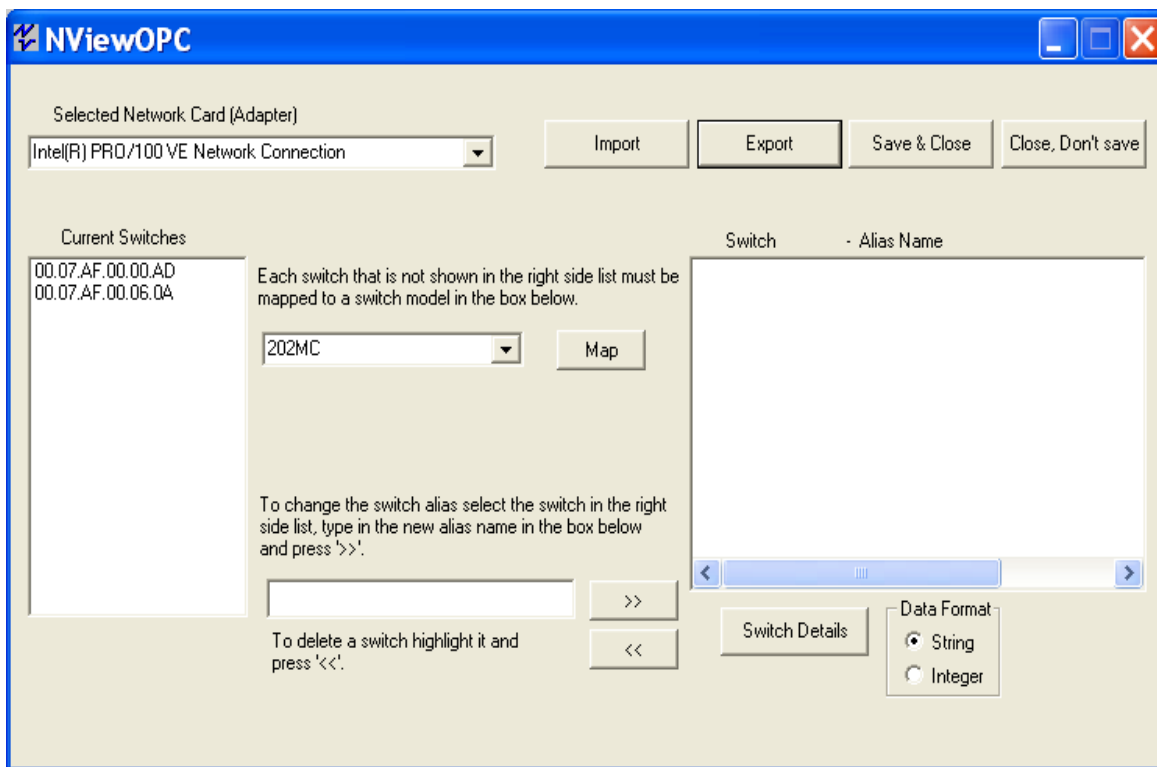 NViewOPC
Selected Network Card (Adapter)
Intel(R) PRO/100 VE Network Connection
Import
Export
Save & Close
Close, Don't save
Current Switches
00.07.AF.00.00.AD
00.07.AF.00.06.0A
Each switch that is not shown in the right side list must be
mapped to a switch model in the box below.
202MC
Map
To change the switch alias select the switch in the right
side list, type in the new alias name in the box below
and press '>>'.
>>
To delete a switch highlight it and
press '<<'.
<<
Switch - Alias Name
Switch Details
Data Format
String
Integer